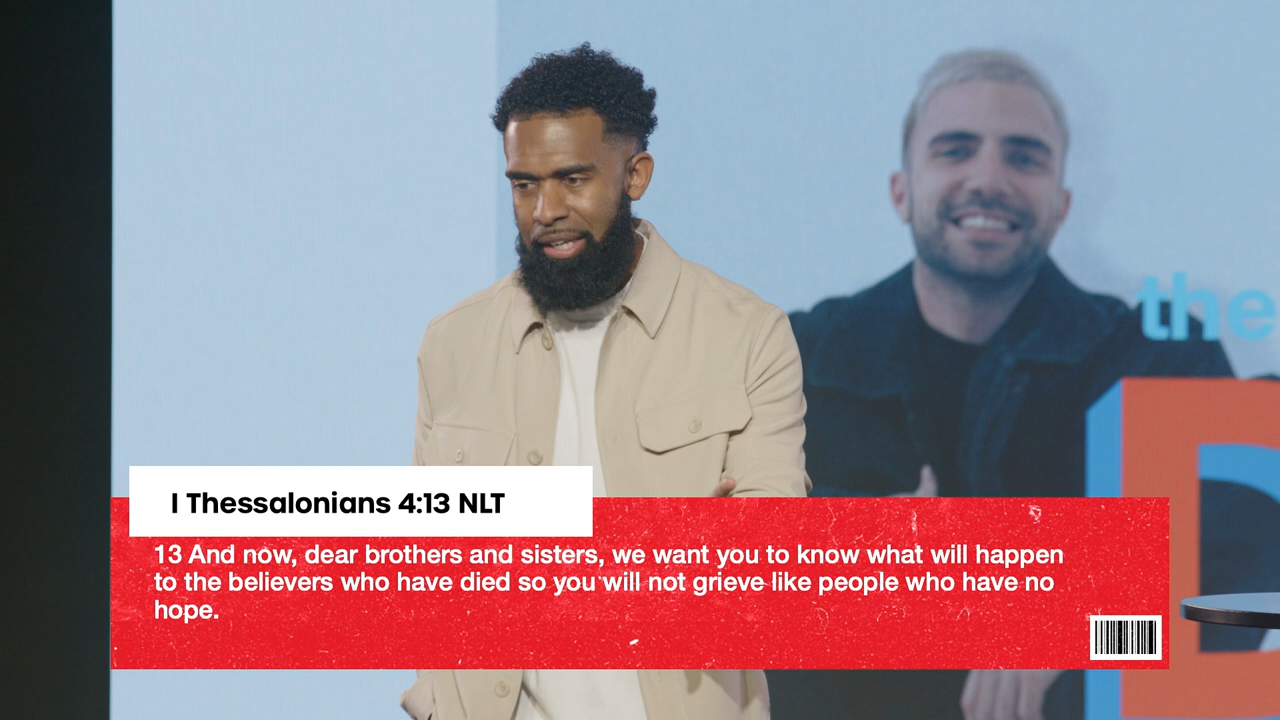 the
D
I Thessalonians 4:13 NLT
13 And now, dear brothers and sisters, we want you to know what will happen
to the believers who have died so you will not grieve like people who have no
hope.